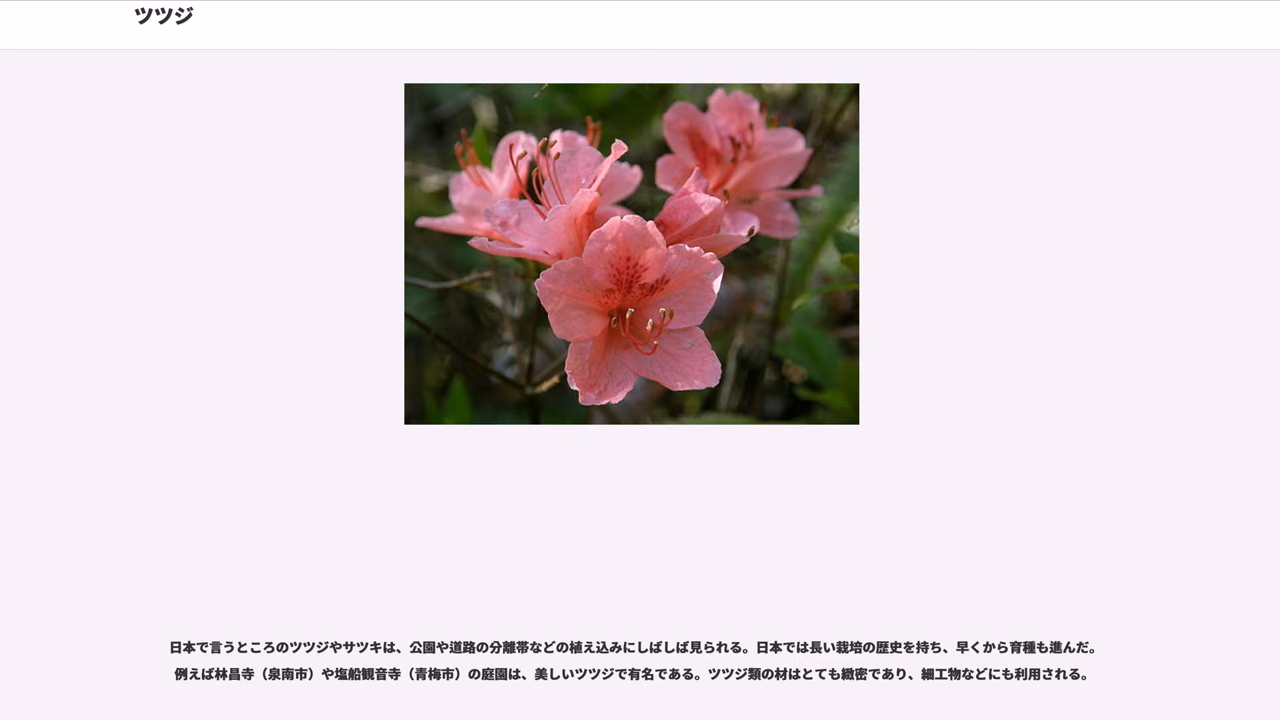 ツツジ
日本で言うところのツツジやサツキは、公園や道路の分離帯などの植え込みにしばしば見られる。日本では長い栽培の歴史を持ち、早くから育種も進んだ。
例えば林昌寺（泉南市）や塩船観音寺（青梅市）の庭園は、美しいツツジで有名である。ツツジ類の材はとても緻密であり、細工物などにも利用される。